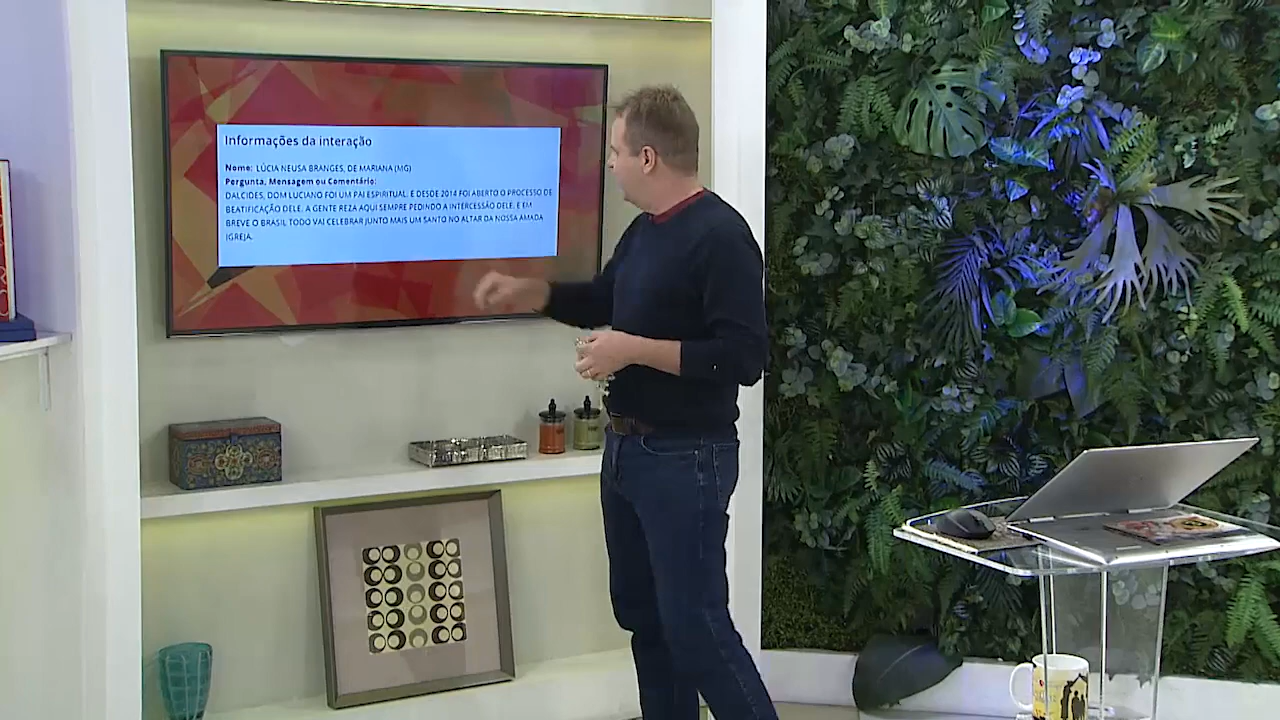 Informações da interação
Nome: LÚCIA NEUSA BRANGES, DE MARIANA (MG)
Pergunta, Mensagem ou Comentário:
DALCIDES, DOM LUCIANO FOI UM PAI ESPIRITUAL. E DESDE 2014 FOI ABERTO O PROCESSO DE
BEATIFICAÇÃO DELE. A GENTE REZA AQUI SEMPRE PEDINDO A INTERCESSÃO DELE. E EM
BREVE O BRASIL TODO VAI CELEBRAR JUNTO MAIS UM SANTO NO ALTAR DA NOSSA AMADA
IGREJA.